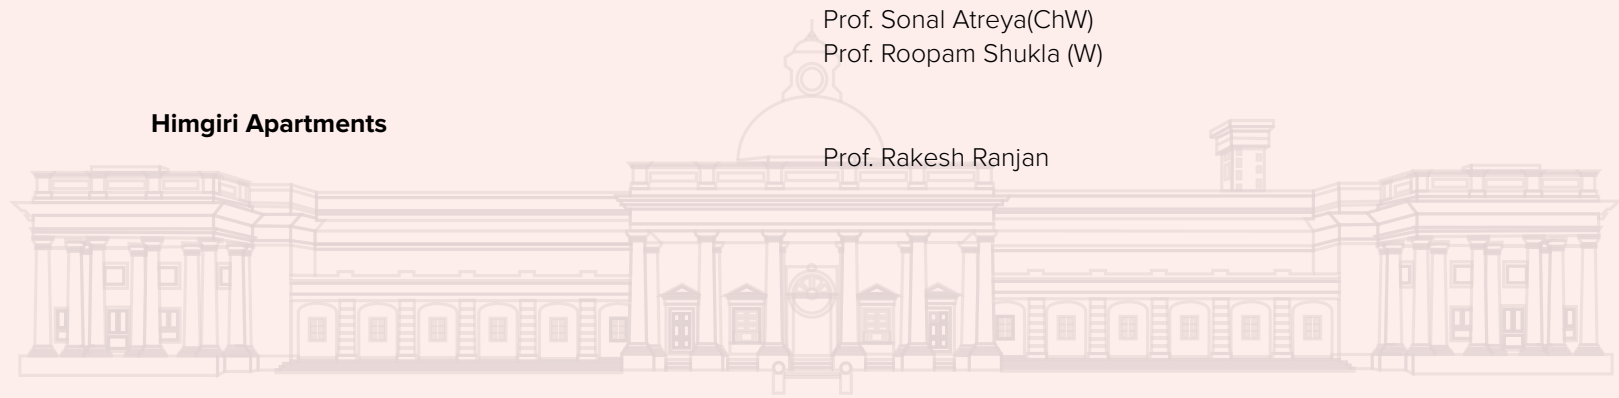 Prof. Sonal Atreya(ChW)
Prof. Roopam Shukla (W)
Himgiri Apartments
Prof. Rakesh Ranjan